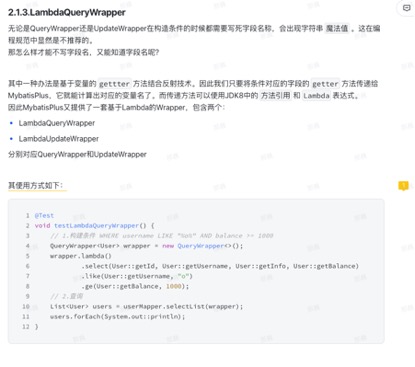 2.1.3.LambdaQueryWrapper
无论是QueryWrapper还是UpdateWrapper在构造条件的时候都需要写死字段名称，会出现字符串 魔法值 。这在编
程规范中显然是不推荐的。
那怎么样才能不写字段名，又能知道字段名呢？
其中一种办法是基于变量的 gettter 方法结合反射技术。因此我们只要将条件对应的字段的 getter 方法传递给
MybatisPlus，它就能计算出对应的变量名了。而传递方法可以使用JDK8中的 方法引用 和 Lambda 表达式。
因此MybatisPlus又提供了一套基于Lambda的Wrapper，包含两个：
• LambdaQueryWrapper
• LambdaUpdateWrapper
分别对应QueryWrapper和UpdateWrapper
其使用方式如下：
1 @Test
2 void testLambdaQueryWrapper() {
3 // 1.构建条件 WHERE username LIKE "%o%" AND balance >= 1000
4 QueryWrapper<User> wrapper = new QueryWrapper<>();
5 wrapper.lambda()
6 .select(User::getId, User::getUsername, User::getInfo, User::getBalance)
7 .like(User::getUsername, "o")
8 .ge(User::getBalance, 1000);
9 // 2.查询
10 List<User> users = userMapper.selectList(wrapper);
11 users.forEach(System.out::println);
12 }